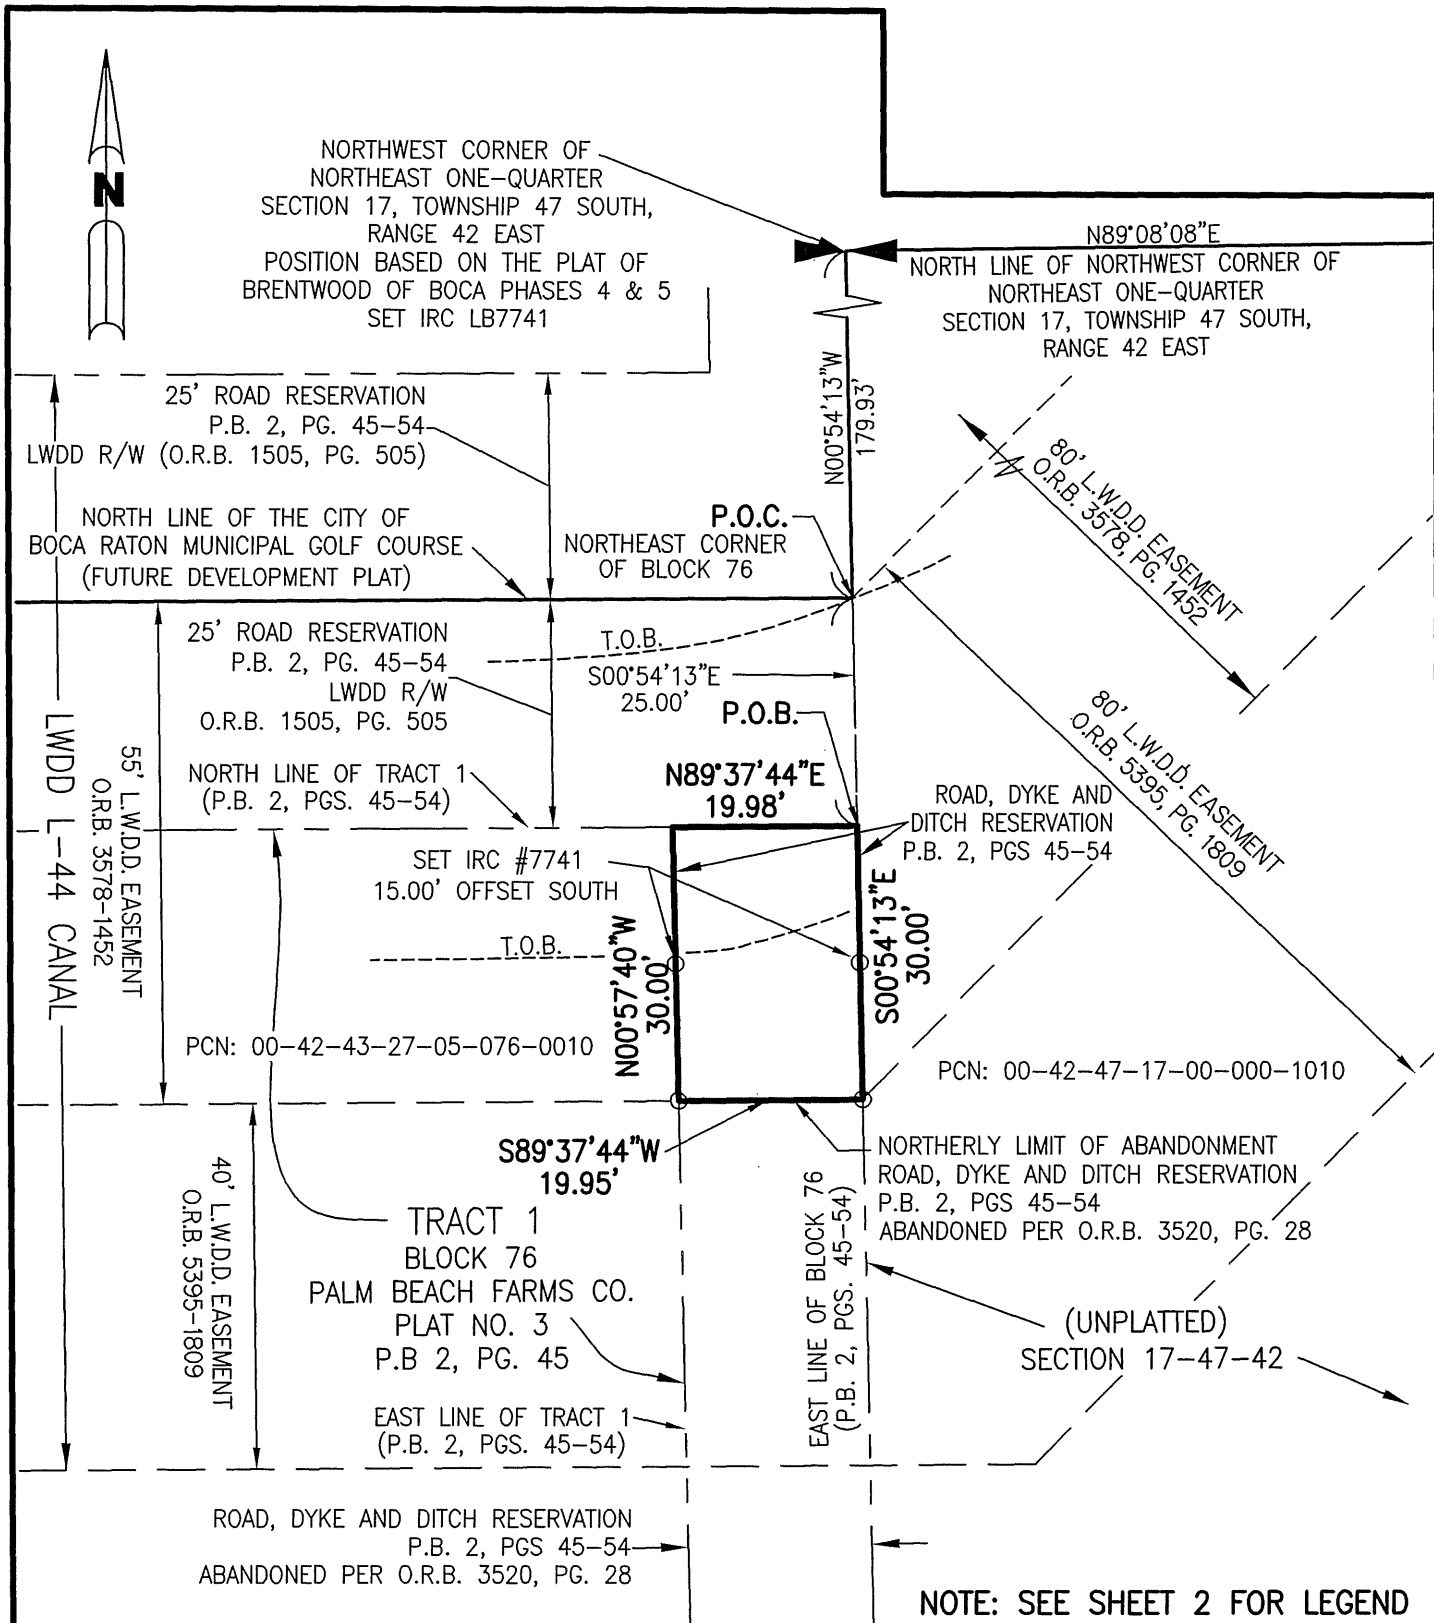 N
NORTHWEST CORNER OF
NORTHEAST ONE-QUARTER
SECTION 17, TOWNSHIP 47 SOUTH,
RANGE 42 EAST
POSITION BASED ON THE PLAT OF
BRENTWOOD OF BOCA PHASES 4 & 5
SET IRC LB7741
N89°08'08"E
NORTH LINE OF NORTHWEST CORNER OF
NORTHEAST ONE-QUARTER
SECTION 17, TOWNSHIP 47 SOUTH,
RANGE 42 EAST
N00°54'13"W
179.93'
25' ROAD RESERVATION
P.B. 2, PG. 45-54
LWDD R/W (O.R.B. 1505, PG. 505)
80' L.W.D.D. EASEMENT
O.R.B. 3578, PG. 1452
NORTH LINE OF THE CITY OF
BOCA RATON MUNICIPAL GOLF COURSE
(FUTURE DEVELOPMENT PLAT)
P.O.C.
NORTHEAST CORNER
OF BLOCK 76
25' ROAD RESERVATION
P.B. 2, PG. 45-54
LWDD R/W
O.R.B. 1505, PG. 505
T.O.B.
S00°54'13"E
25.00'
P.O.B.
80' L.W.D.D. EASEMENT
O.R.B. 5395, PG. 1809
LWDD L-44 CANAL
55' L.W.D.D. EASEMENT
O.R.B. 3578-1452
NORTH LINE OF TRACT 1
(P.B. 2, PGS. 45-54)
N89°37'44"E
19.98'
ROAD, DYKE AND
DITCH RESERVATION
P.B. 2, PGS 45-54
SET IRC #7741
15.00' OFFSET SOUTH
T.O.B.
N00°57'40"W
30.00'
S00°54'13"E
30.00'
PCN: 00-42-43-27-05-076-0010
PCN: 00-42-47-17-00-000-1010
S89°37'44"W
19.95'
NORTHERLY LIMIT OF ABANDONMENT
ROAD, DYKE AND DITCH RESERVATION
P.B. 2, PGS 45-54
ABANDONED PER O.R.B. 3520, PG. 28
40' L.W.D.D. EASEMENT
O.R.B. 5395-1809
TRACT 1
BLOCK 76
PALM BEACH FARMS CO.
PLAT NO. 3
P.B 2, PG. 45
EAST LINE OF BLOCK 76
(P.B. 2, PGS. 45-54)
(UNPLATTED)
SECTION 17-47-42
EAST LINE OF TRACT 1
(P.B. 2, PGS. 45-54)
ROAD, DYKE AND DITCH RESERVATION
P.B. 2, PGS 45-54
ABANDONED PER O.R.B. 3520, PG. 28
NOTE: SEE SHEET 2 FOR LEGEND